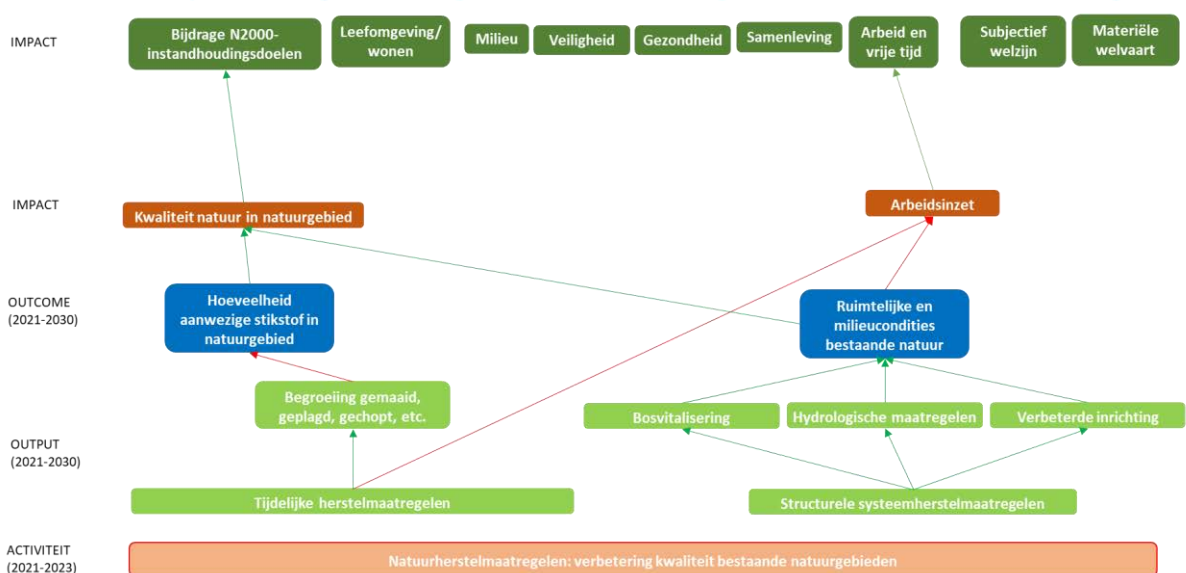 IMPACT
Bijdrage N2000-
instandhoudingsdoelen
Leefomgeving/
wonen
Milieu
Veiligheid
Gezondheid
Samenleving
Arbeid en
vrije tijd
Subjectief
welzijn
Materiële
welvaart
IMPACT
Kwaliteit natuur in natuurgebied
Arbeidsinzet
OUTCOME
(2021-2030)
Hoeveelheid
aanwezige stikstof in
natuurgebied
Ruimtelijke en
milieucondities
bestaande natuur
Begroeiing gemaaid,
geplagd, gechopt, etc.
OUTPUT
(2021-2030)
Bosvitalisering
Hydrologische maatregelen
Verbeterde inrichting
Tijdelijke herstelmaatregelen
Structurele systeemherstelmaatregelen
ACTIVITEIT
(2021-2023)
Natuurherstelmaatregelen: verbetering kwaliteit bestaande natuurgebieden